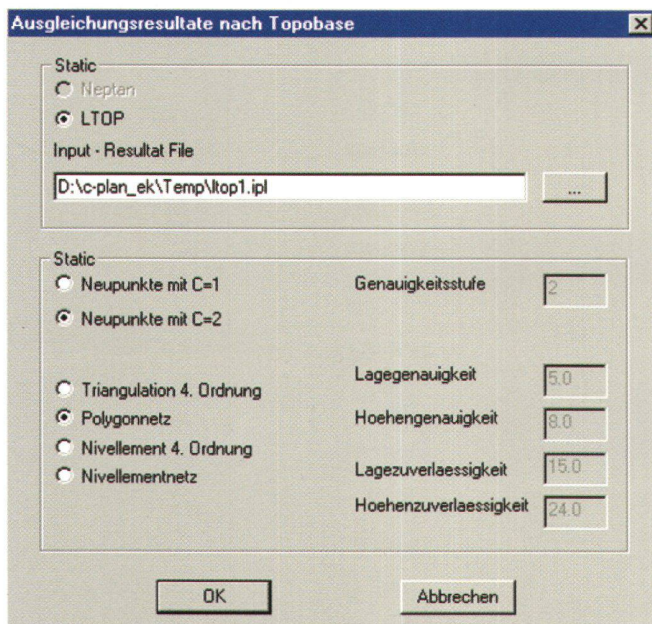 Ausgleichungsresultate nach Topobase
Static
Neptan
LTOP
Input - Resultat File
D:\c-plan_ek\Temp\ltop1.ipl
...
Static
Neupunkte mit C=1
Neupunkte mit C=2
Triangulation 4. Ordnung
Polygonnetz
Nivellement 4. Ordnung
Nivellementnetz
Genauigkeitsstufe 2
Lagegenauigkeit 5.0
Hoehengenauigkeit 8.0
Lagezuverlaessigkeit 15.0
Hoehenzuverlaessigkeit 24.0
OK
Abbrechen